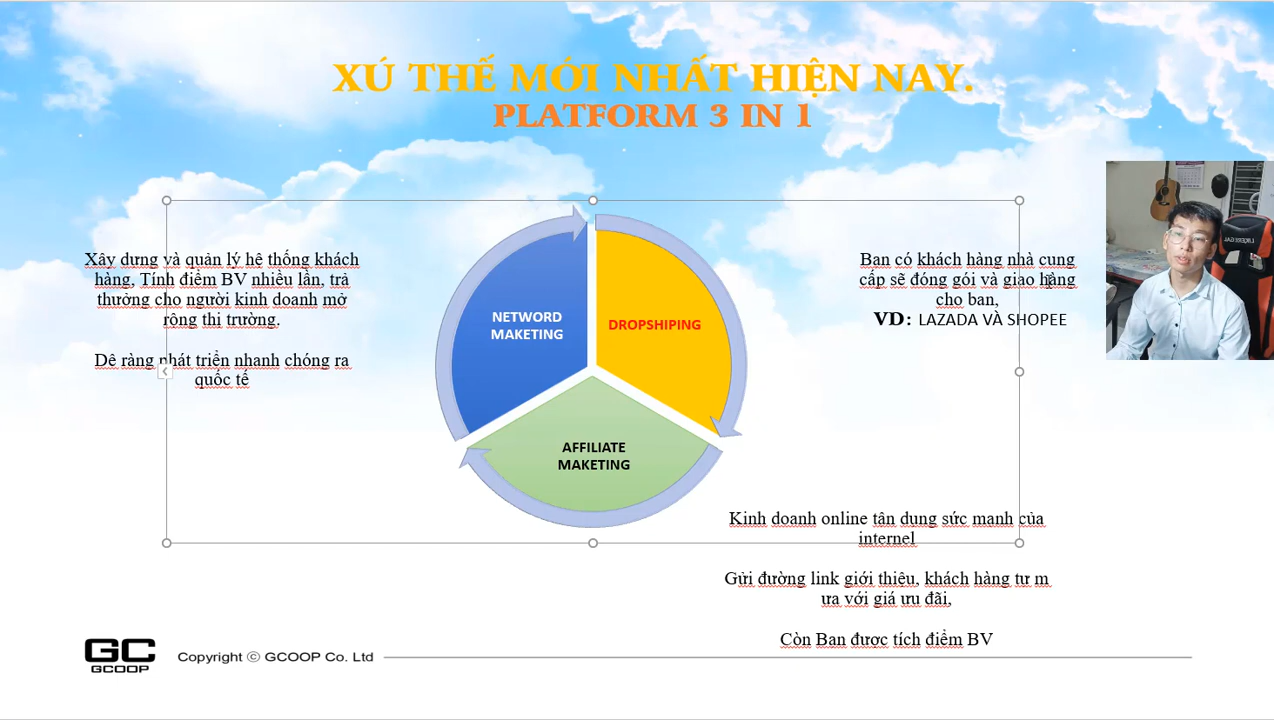 XÚ THẾ MỚI NHẤT HIỆN NAY.
PLATFORM 3 IN 1
Xây dựng và quản lý hệ thống khách
hàng, Tính điểm BV nhiều lần, trả
thưởng cho người kinh doanh mở
rộng thị trường.
Dê ràng phát triển nhanh chóng ra
quốc tế
NETWORD
MAKETING
DROPSHIPING
AFFILIATE
MAKETING
Bạn có khách hàng nhà cung
cấp sẽ đóng gói và giao hàng
cho bạn,
VD: LAZADA VÀ SHOPEE
Kinh doanh online tận dụng sức mạnh của
internel
Gửi đường link giới thiệu, khách hàng tự m
ưa với giá ưu đãi,
Còn Bạn được tích điểm BV
GC
GCOOP
Copyright © GCOOP Co. Ltd